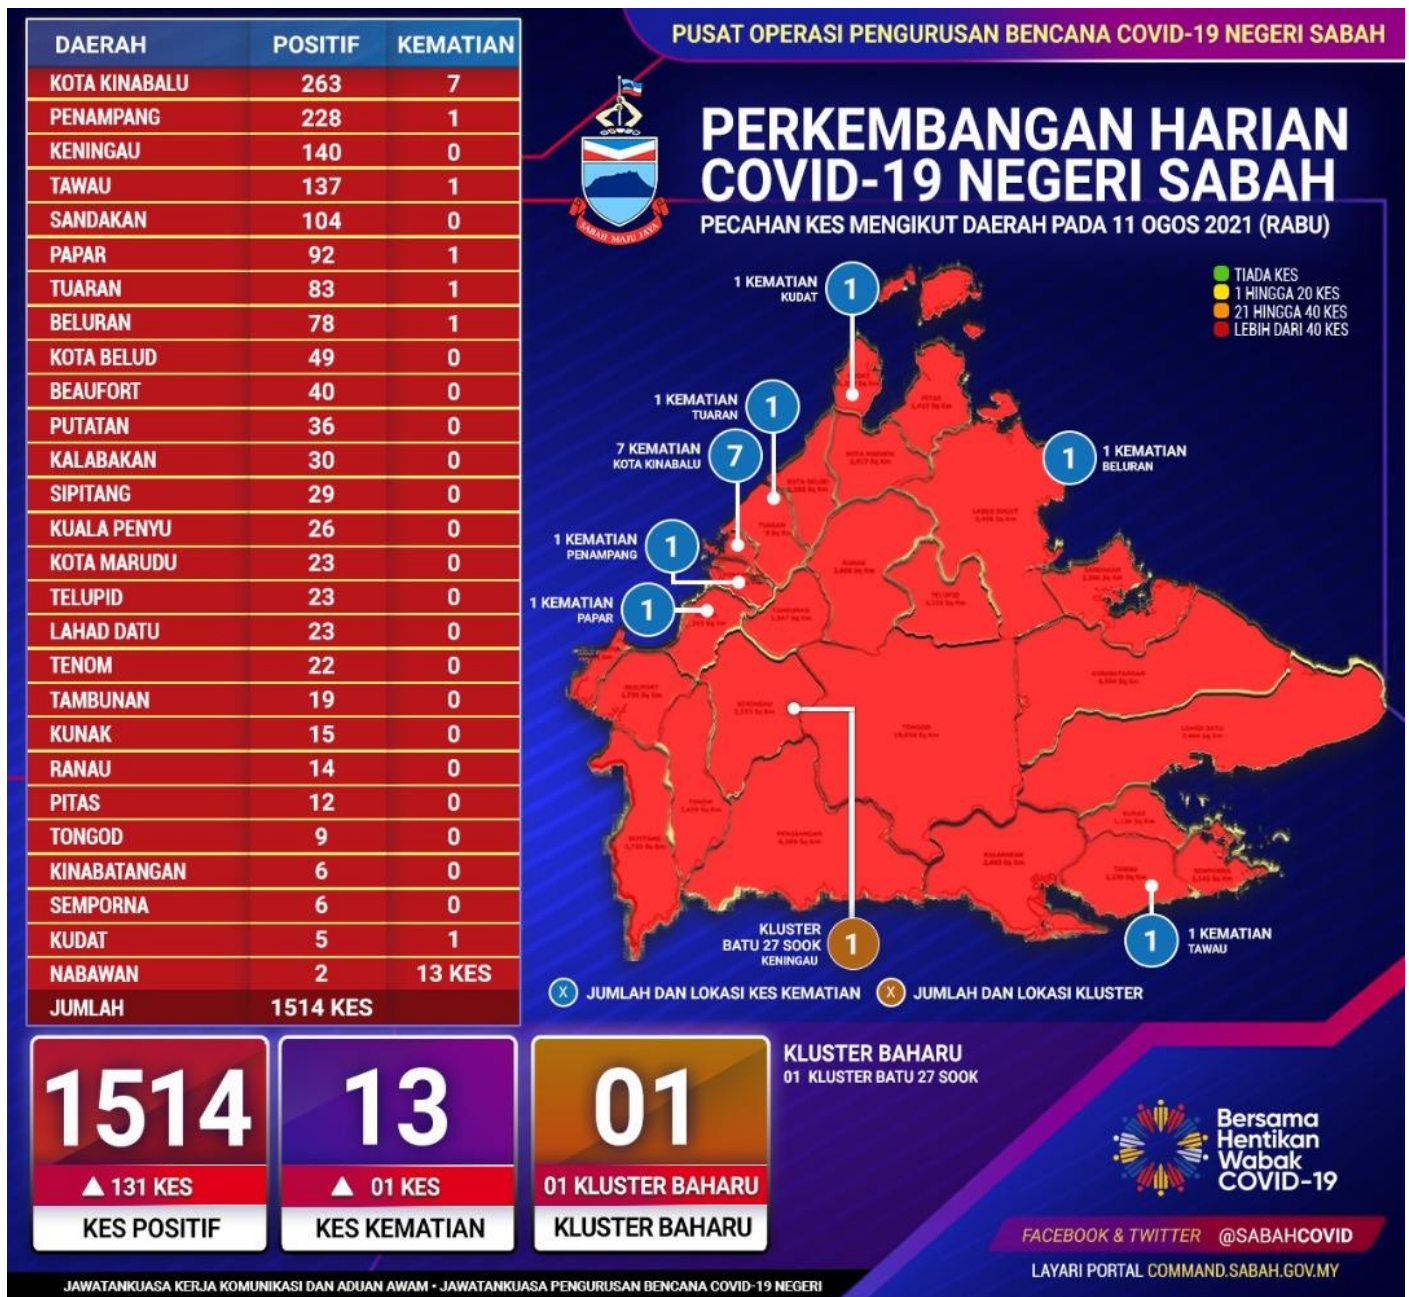 DAERAH POSITIF KEMATIAN
KOTA KINABALU 263 7
PENAMPANG 228 1
KENINGAU 140 0
TAWAU 137 1
SANDAKAN 104 0
PAPAR 92 1
TUARAN 83 1
BELURAN 78 1
KOTA BELUD 49 0
BEAUFORT 40 0
PUTATAN 36 0
KALABAKAN 30 0
SIPITANG 29 0
KUALA PENYU 26 0
KOTA MARUDU 23 0
TELUPID 23 0
LAHAD DATU 23 0
TENOM 22 0
TAMBUNAN 19 0
KUNAK 15 0
RANAU 14 0
PITAS 12 0
TONGOD 9 0
KINABATANGAN 6 0
SEMPORNA 6 0
KUDAT 5 1
NABAWAN 2 13 KES
JUMLAH 1514 KES
PUSAT OPERASI PENGURUSAN BENCANA COVID-19 NEGERI SABAH
SABAH MAJU JAYA
PERKEMBANGAN HARIAN
COVID-19 NEGERI SABAH
PECAHAN KES MENGIKUT DAERAH PADA 11 OGOS 2021 (RABU)
TIADA KES
1 HINGGA 20 KES
21 HINGGA 40 KES
LEBIH DARI 40 KES
1 KEMATIAN
KUDAT
1
1 KEMATIAN
TUARAN
1
7 KEMATIAN
KOTA KINABALU
7
1
1 KEMATIAN
BELURAN
1 KEMATIAN
PENAMPANG
1
1 KEMATIAN
PAPAR
1
KLUSTER
BATU 27 SOOK
KENINGAU
1
1
1 KEMATIAN
TAWAU
X JUMLAH DAN LOKASI KES KEMATIAN X JUMLAH DAN LOKASI KLUSTER
1514
131 KES
KES POSITIF
13
01 KES
KES KEMATIAN
01
01 KLUSTER BAHARU
KLUSTER BAHARU
KLUSTER BAHARU
01 KLUSTER BATU 27 SOOK
Bersama
Hentikan
Wabak
COVID-19
FACEBOOK & TWITTER @SABAHCOVID
LAYARI PORTAL COMMAND.SABAH.GOV.MY
JAWATANKUASA KERJA KOMUNIKASI DAN ADUAN AWAM • JAWATANKUASA PENGURUSAN BENCANA COVID-19 NEGERI